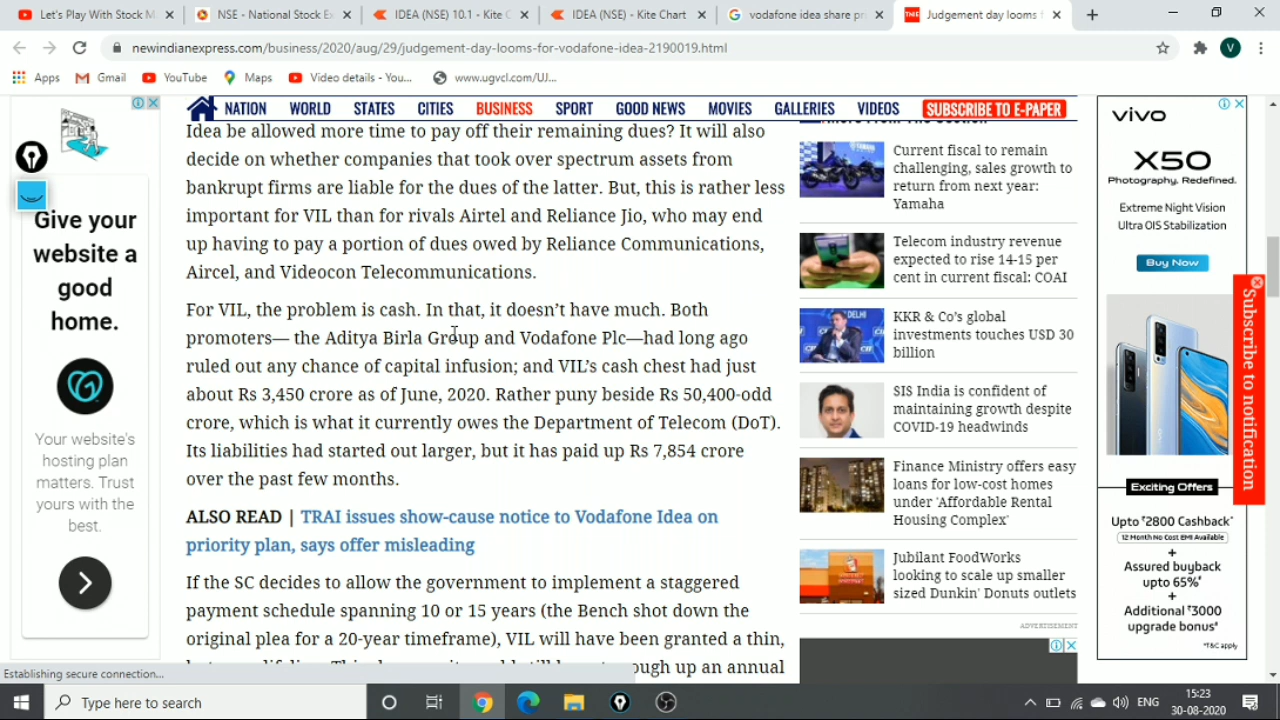 Let's Play With Stock M
NSE - National Stock E
IDEA (NSE) 10.1 - Kite C
IDEA (NSE) - Kite Chart
vodafone idea share pr
Judgement day looms f
newindianexpress.com/business/2020/aug/29/judgement-day-looms-for-vodafone-idea-2190019.html
V
Apps
Gmail
YouTube
Maps
Video details - You...
www.ugvcl.com/UJ...
NATION WORLD STATES CITIES BUSINESS SPORT GOOD NEWS MOVIES GALLERIES VIDEOS SUBSCRIBE TO E-PAPER
Give your
website a
good
home.
Your website's
hosting plan
matters. Trust
yours with the
best.
Idea be allowed more time to pay off their remaining dues? It will also
decide on whether companies that took over spectrum assets from
bankrupt firms are liable for the dues of the latter. But, this is rather less
important for VIL than for rivals Airtel and Reliance Jio, who may end
up having to pay a portion of dues owed by Reliance Communications,
Aircel, and Videocon Telecommunications.
For VIL, the problem is cash. In that, it doesn't have much. Both
promoters— the Aditya Birla Group and Vodafone Plc—had long ago
ruled out any chance of capital infusion; and VIL's cash chest had just
about Rs 3,450 crore as of June, 2020. Rather puny beside Rs 50,400-odd
crore, which is what it currently owes the Department of Telecom (DoT).
Its liabilities had started out larger, but it has paid up Rs 7,854 crore
over the past few months.
ALSO READ | TRAI issues show-cause notice to Vodafone Idea on
priority plan, says offer misleading
If the SC decides to allow the government to implement a staggered
payment schedule spanning 10 or 15 years (the Bench shot down the
original plea for a 20-year timeframe), VIL will have been granted a thin,
ough up an annual
Current fiscal to remain
challenging, sales growth to
return from next year:
Yamaha
Telecom industry revenue
expected to rise 14-15 per
cent in current fiscal: COAI
KKR & Co's global
investments touches USD 30
billion
SIS India is confident of
maintaining growth despite
COVID-19 headwinds
Finance Ministry offers easy
loans for low-cost homes
under 'Affordable Rental
Housing Complex'
Jubilant FoodWorks
looking to scale up smaller
sized Dunkin' Donuts outlets
ADVERTISEMENT
vivo
X50
Photography. Redefined.
Extreme Night Vision
Ultra OIS Stabilization
Buy Now
Exciting Offers
Upto ₹2800 Cashback*
12 Month No Cost EMI Available
+
Assured buyback
upto 65%*
+
Additional ₹3000
upgrade bonus*
*T&C apply
Subscribe to notification
Establishing secure connection...
Type here to search
ENG
15:23
30-08-2020